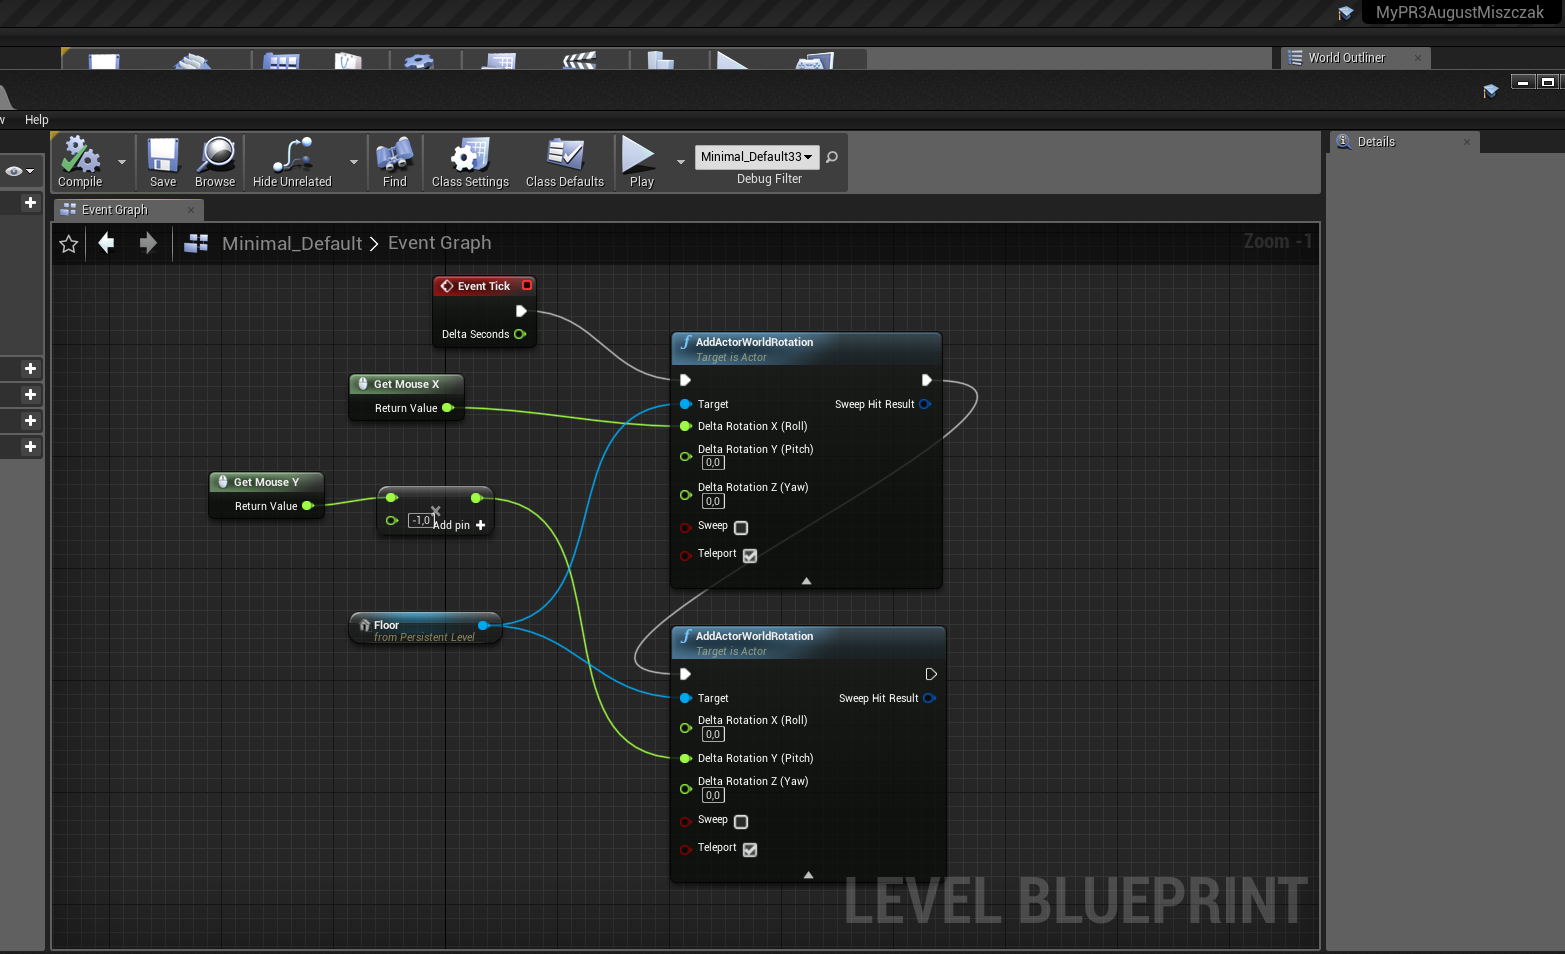 MyPR3AugustMiszczak
World Outliner
Help
Compile
Save
Browse
Hide Unrelated
Find
Class Settings
Class Defaults
Play
Minimal_Default33
Debug Filter
Details
Event Graph
Minimal_Default > Event Graph
Zoom -1
Event Tick
Delta Seconds
Get Mouse X
Return Value
Get Mouse Y
Return Value
-1,0
Add pin
Floor
from Persistent Level
AddActorWorldRotation
Target is Actor
Target
Sweep Hit Result
Delta Rotation X (Roll)
Delta Rotation Y (Pitch)
0,0
Delta Rotation Z (Yaw)
0,0
Sweep
Teleport
AddActorWorldRotation
Target is Actor
Target
Sweep Hit Result
Delta Rotation X (Roll)
0,0
Delta Rotation Y (Pitch)
Delta Rotation Z (Yaw)
0,0
Sweep
Teleport
LEVEL BLUEPRINT